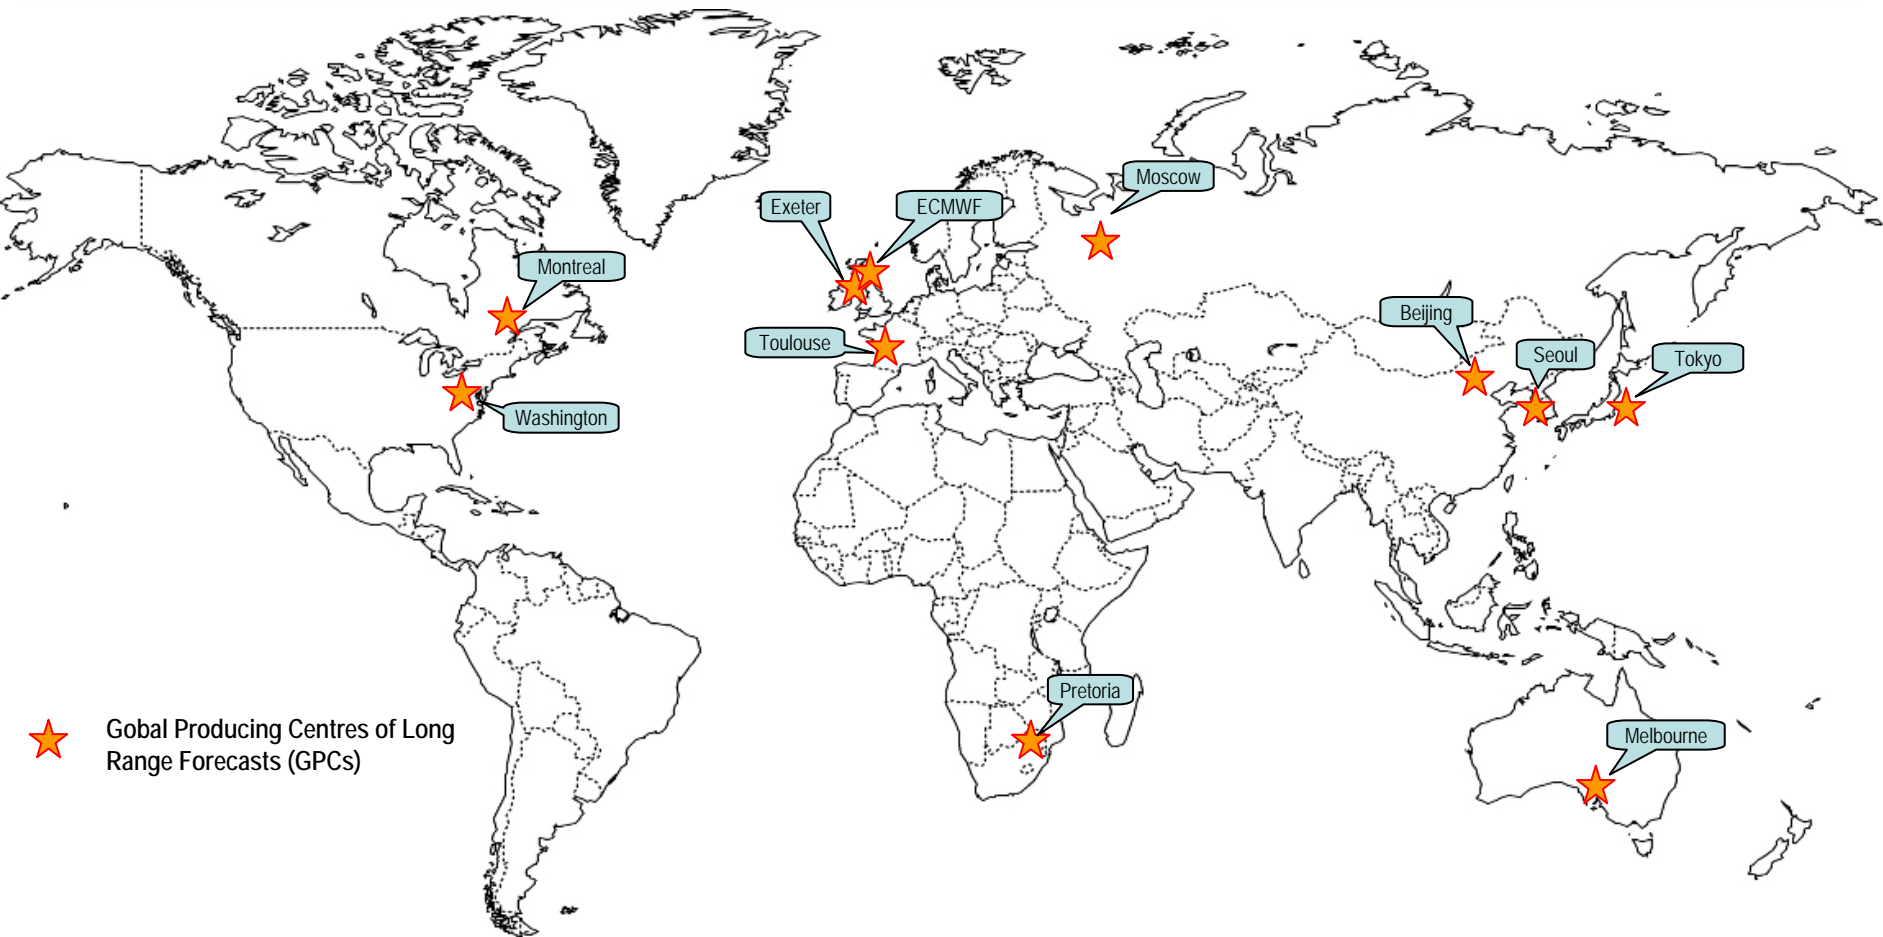 Moscow
Exeter
ECMWF
Montreal
Beijing
Toulouse
Seoul
Tokyo
Washington
Pretoria
Gobal Producing Centres of Long
Range Forecasts (GPCs)
Melbourne